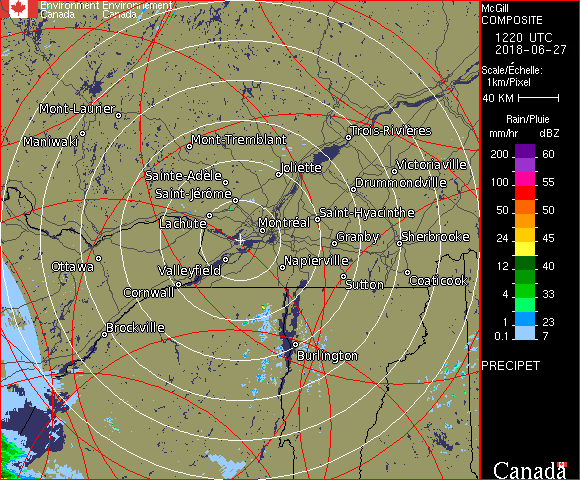 Environment Environnement
Canada Canada
McGill
COMPOSITE
1220 UTC
2018-06-27
Scale/Échelle:
1km/Pixel
40 KM
Rain/Pluie
mm/hr dBZ
200 60
150 57
100 55
50 50
24 45
12 40
4 33
1 23
0.1 7
PRECIPET
Mont-Laurier
Maniwaki
Mont-Tremblant
Trois-Rivières
Sainte-Adèle
Joliette
Victoriaville
Saint-Jérôme
Drummondville
Lachute
Montréal
Saint-Hyacinthe
Granby
Sherbrooke
Ottawa
Valleyfield
Napierville
Cornwall
Sutton
Coaticook
Brockville
Burlington
Canada